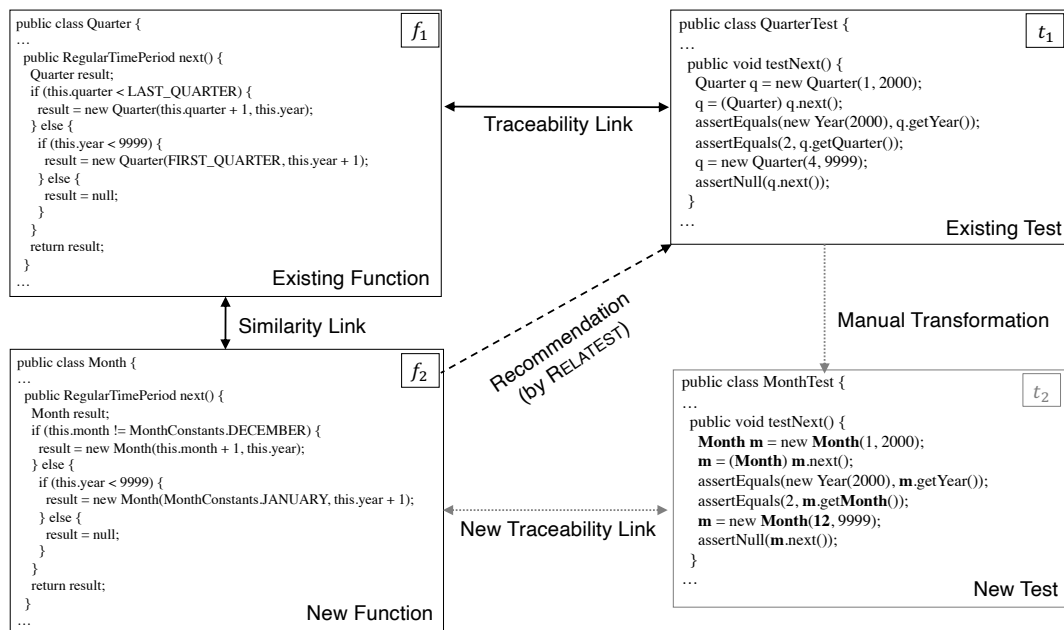 public class Quarter {
f1
…
public RegularTimePeriod next() {
Quarter result;
if (this.quarter < LAST_QUARTER) {
result = new Quarter(this.quarter + 1, this.year);
} else {
if (this.year < 9999) {
result = new Quarter(FIRST_QUARTER, this.year + 1);
} else {
result = null;
}
}
return result;
}
…
Existing Function
Traceability Link
public class QuarterTest {
t1
…
public void testNext() {
Quarter q = new Quarter(1, 2000);
q = (Quarter) q.next();
assertEquals(new Year(2000), q.getYear());
assertEquals(2, q.getQuarter());
q = new Quarter(4, 9999);
assertNull(q.next());
}
…
Existing Test
Similarity Link
Recommendation
(by RELATEST)
Manual Transformation
public class Month {
f2
…
public RegularTimePeriod next() {
Month result;
if (this.month != MonthConstants.DECEMBER) {
result = new Month(this.month + 1, this.year);
} else {
if (this.year < 9999) {
result = new Month(MonthConstants.JANUARY, this.year + 1);
} else {
result = null;
}
}
return result;
}
…
New Function
New Traceability Link
public class MonthTest {
t2
…
public void testNext() {
Month m = new Month(1, 2000);
m = (Month) m.next();
assertEquals(new Year(2000), m.getYear());
assertEquals(2, m.getMonth());
m = new Month(12, 9999);
assertNull(m.next());
}
…
New Test